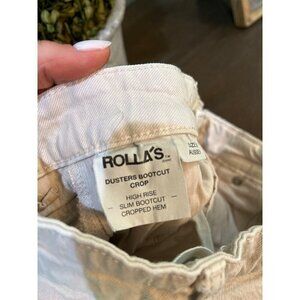 ROLLA'S
DUSTERS BOOTCUT
CROP
HIGH RISE
SLIM BOOTCUT
CROPPED HEM